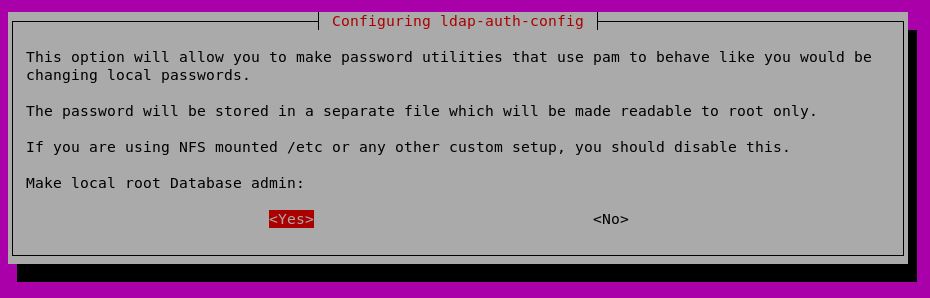 Configuring ldap-auth-config
This option will allow you to make password utilities that use pam to behave like you would be
changing local passwords.
The password will be stored in a separate file which will be made readable to root only.
If you are using NFS mounted /etc or any other custom setup, you should disable this.
Make local root Database admin:
<Yes> <No>